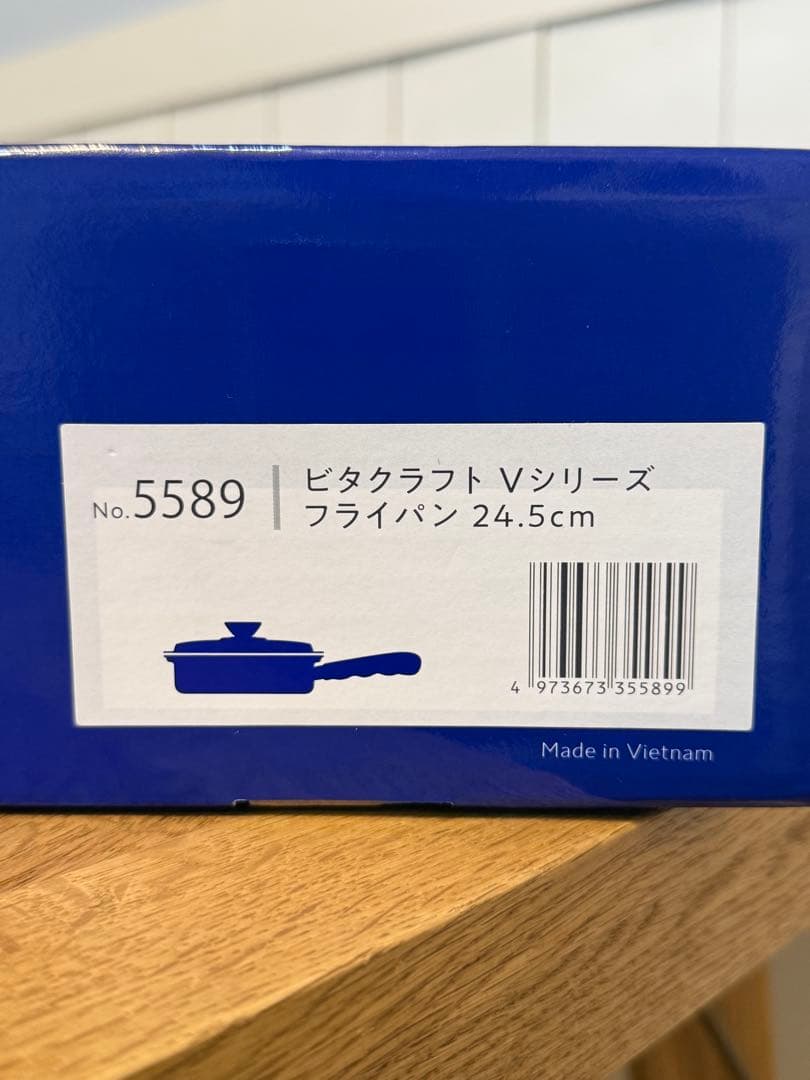 No.5589
ビタクラフト Vシリーズ
フライパン 24.5cm
4 973673 355899
Made in Vietnam